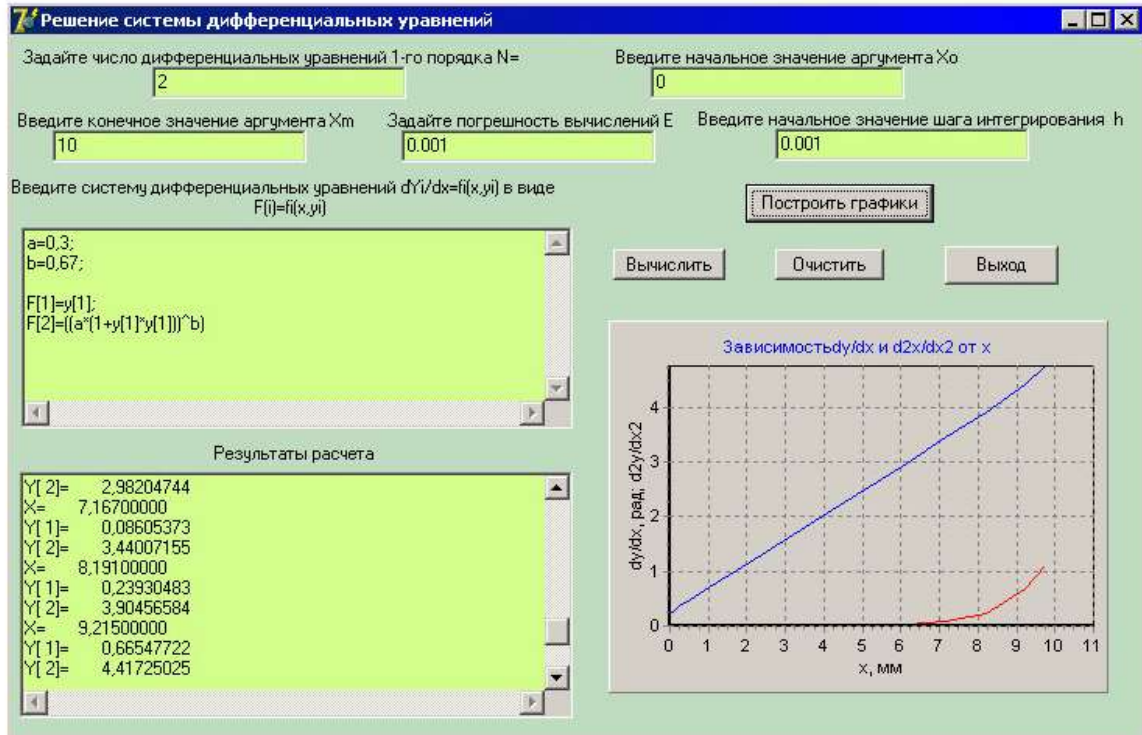 Решение системы дифференциальных уравнений
Задайте число дифференциальных уравнений 1-го порядка N=
2
Введите начальное значение аргумента Xo
0
Введите конечное значение аргумента Xm
10
Задайте погрешность вычислений E
0.001
Введите начальное значение шага интегрирования h
0.001
Введите систему дифференциальных уравнений dYi/dx=fi(x,yi) в виде
F(i)=fi(x,yi)
a=0,3;
b=0,67;
F[1]=y[1];
F[2]=((a*(1+y[1]*y[1]))^b)
Построить графики
Вычислить
Очистить
Выход
Результаты расчета
Y[ 2]= 2,98204744
X= 7,16700000
Y[ 1]= 0,08605373
Y[ 2]= 3,44007155
X= 8,19100000
Y[ 1]= 0,23930483
Y[ 2]= 3,90456584
X= 9,21500000
Y[ 1]= 0,66547722
Y[ 2]= 4,41725025
Зависимостьdy/dx и d2x/dx2 от x
dy/dx, рад; d2y/dx2
4
3
2
1
0
0 1 2 3 4 5 6 7 8 9 10 11
x, мм